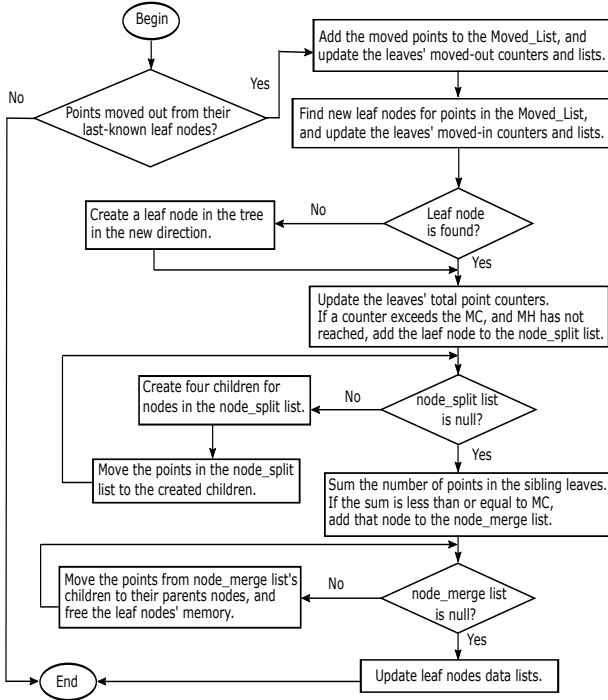 Begin
Add the moved points to the Moved_List, and
update the leaves' moved-out counters and lists.
No
Yes
Points moved out from their
last-known leaf nodes?
Find new leaf nodes for points in the Moved_List,
and update the leaves' moved-in counters and lists.
Create a leaf node in the tree
in the new direction.
No
Leaf node
is found?
Yes
Update the leaves' total point counters.
If a counter exceeds the MC, and MH has not
reached, add the laef node to the node_split list.
Create four children for
nodes in the node_split list.
No
node_split list
is null?
Yes
Move the points in the node_split
list to the created children.
Sum the number of points in the sibling leaves.
If the sum is less than or equal to MC,
add that node to the node_merge list.
Move the points from node_merge list's
children to their parents nodes, and
free the leaf nodes' memory.
No
node_merge list
is null?
Yes
End
Update leaf nodes data lists.